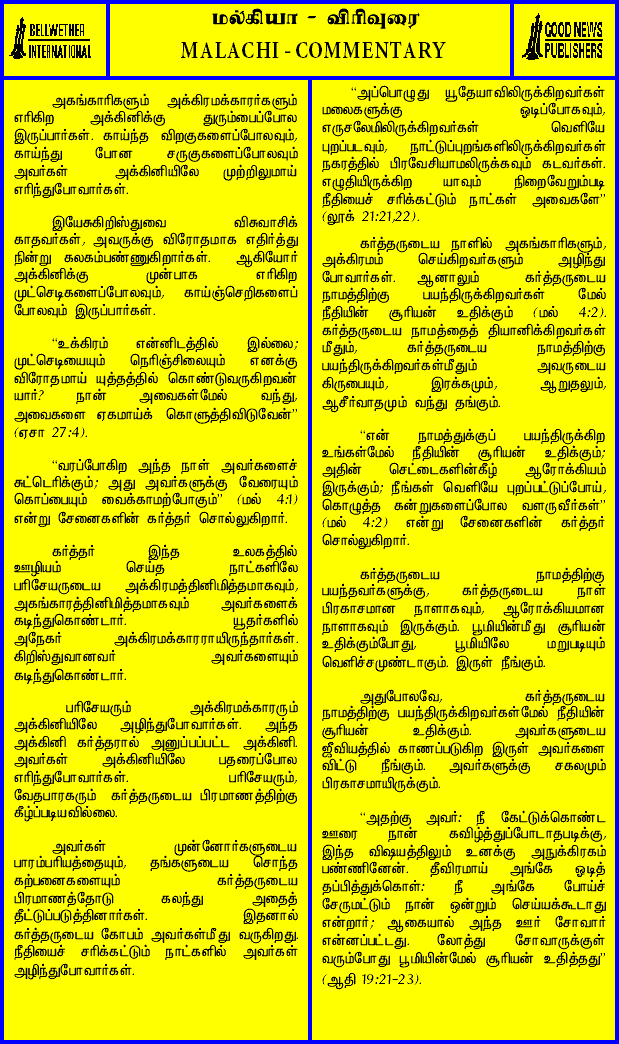 BELLWETHER
INTERNATIONAL
மல்கியா - விரிவுரை
MALACHI - COMMENTARY
GOOD NEWS
PUBLISHERS
அகங்காரிகளும் அக்கிரமக்காரர்களும்
எரிகிற அக்கினிக்கு துரும்பைப்போல
இருப்பார்கள். காய்ந்த விறகுகளைப்போலவும்,
காய்ந்து போன சருகுகளைப்போலவும்
அவர்கள் அக்கினியிலே முற்றிலுமாய்
எரிந்துபோவார்கள்.
இயேசுகிறிஸ்துவை விசுவாசிக்
காதவர்கள், அவருக்கு விரோதமாக எதிர்த்து
நின்று கலகம்பண்ணுகிறார்கள். ஆகியோர்
அக்கினிக்கு முன்பாக எரிகிற
முட்செடிகளைப்போலவும், காய்ஞ்செறிகளைப்
போலவும் இருப்பார்கள்.
“உக்கிரம் என்னிடத்தில் இல்லை;
முட்செடியையும் நெரிஞ்சிலையும் எனக்கு
விரோதமாய் யுத்தத்தில் கொண்டுவருகிறவன்
யார்? நான் அவைகள்மேல் வந்து,
அவைகளை ஏகமாய்க் கொளுத்திவிடுவேன்”
(ஏசா 27:4).
“வரப்போகிற அந்த நாள் அவர்களைச்
சுட்டெரிக்கும்; அது அவர்களுக்கு வேரையும்
கொப்பையும் வைக்காமற்போகும்” (மல் 4:1)
என்று சேனைகளின் கர்த்தர் சொல்லுகிறார்.
கர்த்தர் இந்த உலகத்தில்
ஊழியம் செய்த நாட்களிலே
பரிசேயருடைய அக்கிரமத்தினிமித்தமாகவும்,
அகங்காரத்தினிமித்தமாகவும் அவர்களைக்
கடிந்துகொண்டார். யூதர்களில்
அநேகர் அக்கிரமக்காரராயிருந்தார்கள்.
கிறிஸ்துவானவர் அவர்களையும்
கடிந்துகொண்டார்.
பரிசேயரும் அக்கிரமக்காரரும்
அக்கினியிலே அழிந்துபோவார்கள். அந்த
அக்கினி கர்த்தரால் அனுப்பப்பட்ட அக்கினி.
அவர்கள் அக்கினியிலே பதரைப்போல
எரிந்துபோவார்கள். பரிசேயரும்,
வேதபாரகரும் கர்த்தருடைய பிரமாணத்திற்கு
கீழ்ப்படியவில்லை.
அவர்கள் முன்னோர்களுடைய
பாரம்பரியத்தையும், தங்களுடைய சொந்த
கற்பனைகளையும் கர்த்தருடைய
பிரமாணத்தோடு கலந்து அதைத்
தீட்டுப்படுத்தினார்கள். இதனால்
கர்த்தருடைய கோபம் அவர்கள்மீது வருகிறது.
நீதியைச் சரிக்கட்டும் நாட்களில் அவர்கள்
அழிந்துபோவார்கள்.
“அப்பொழுது யூதேயாவிலிருக்கிறவர்கள்
மலைகளுக்கு ஓடிப்போகவும்,
எருசலேமிலிருக்கிறவர்கள் வெளியே
புறப்படவும், நாட்டுப்புறங்களிலிருக்கிறவர்கள்
நகரத்தில் பிரவேசியாமலிருக்கவும் கடவர்கள்.
எழுதியிருக்கிற யாவும் நிறைவேறும்படி
நீதியைச் சரிக்கட்டும் நாட்கள் அவைகளே”
(லூக் 21:21,22).
கர்த்தருடைய நாளில் அகங்காரிகளும்,
அக்கிரமம் செய்கிறவர்களும் அழிந்து
போவார்கள். ஆனாலும் கர்த்தருடைய
நாமத்திற்கு பயந்திருக்கிறவர்கள் மேல்
நீதியின் சூரியன் உதிக்கும் (மல் 4:2).
கர்த்தருடைய நாமத்தைத் தியானிக்கிறவர்கள்
மீதும், கர்த்தருடைய நாமத்திற்கு
பயந்திருக்கிறவர்கள்மீதும் அவருடைய
கிருபையும், இரக்கமும், ஆறுதலும்,
ஆசீர்வாதமும் வந்து தங்கும்.
“என் நாமத்துக்குப் பயந்திருக்கிற
உங்கள்மேல் நீதியின் சூரியன் உதிக்கும்;
அதின் செட்டைகளின்கீழ் ஆரோக்கியம்
இருக்கும்; நீங்கள் வெளியே புறப்பட்டுப்போய்,
கொழுத்த கன்றுகளைப்போல வளருவீர்கள்”
(மல் 4:2) என்று சேனைகளின் கர்த்தர்
சொல்லுகிறார்.
கர்த்தருடைய நாமத்திற்கு
பயந்தவர்களுக்கு, கர்த்தருடைய நாள்
பிரகாசமான நாளாகவும், ஆரோக்கியமான
நாளாகவும் இருக்கும். பூமியின்மீது சூரியன்
உதிக்கும்போது, பூமியிலே மறுபடியும்
வெளிச்சமுண்டாகும். இருள் நீங்கும்.
அதுபோலவே, கர்த்தருடைய
நாமத்திற்கு பயந்திருக்கிறவர்கள்மேல் நீதியின்
சூரியன் உதிக்கும். அவர்களுடைய
ஜீவியத்தில் காணப்படுகிற இருள் அவர்களை
விட்டு நீங்கும். அவர்களுக்கு சகலமும்
பிரகாசமாயிருக்கும்.
“அதற்கு அவர்: நீ கேட்டுக்கொண்ட
ஊரை நான் கவிழ்த்துப்போடாதபடிக்கு,
இந்த விஷயத்திலும் உனக்கு அநுக்கிரகம்
பண்ணினேன். தீவிரமாய் அங்கே ஓடித்
தப்பித்துக்கொள்: நீ அங்கே போய்ச்
சேருமட்டும் நான் ஒன்றும் செய்யக்கூடாது
என்றார்; ஆகையால் அந்த ஊர் சோவார்
என்னப்பட்டது. லோத்து சோவாருக்குள்
வரும்போது பூமியின்மேல் சூரியன் உதித்தது”
(ஆதி 19:21-23).